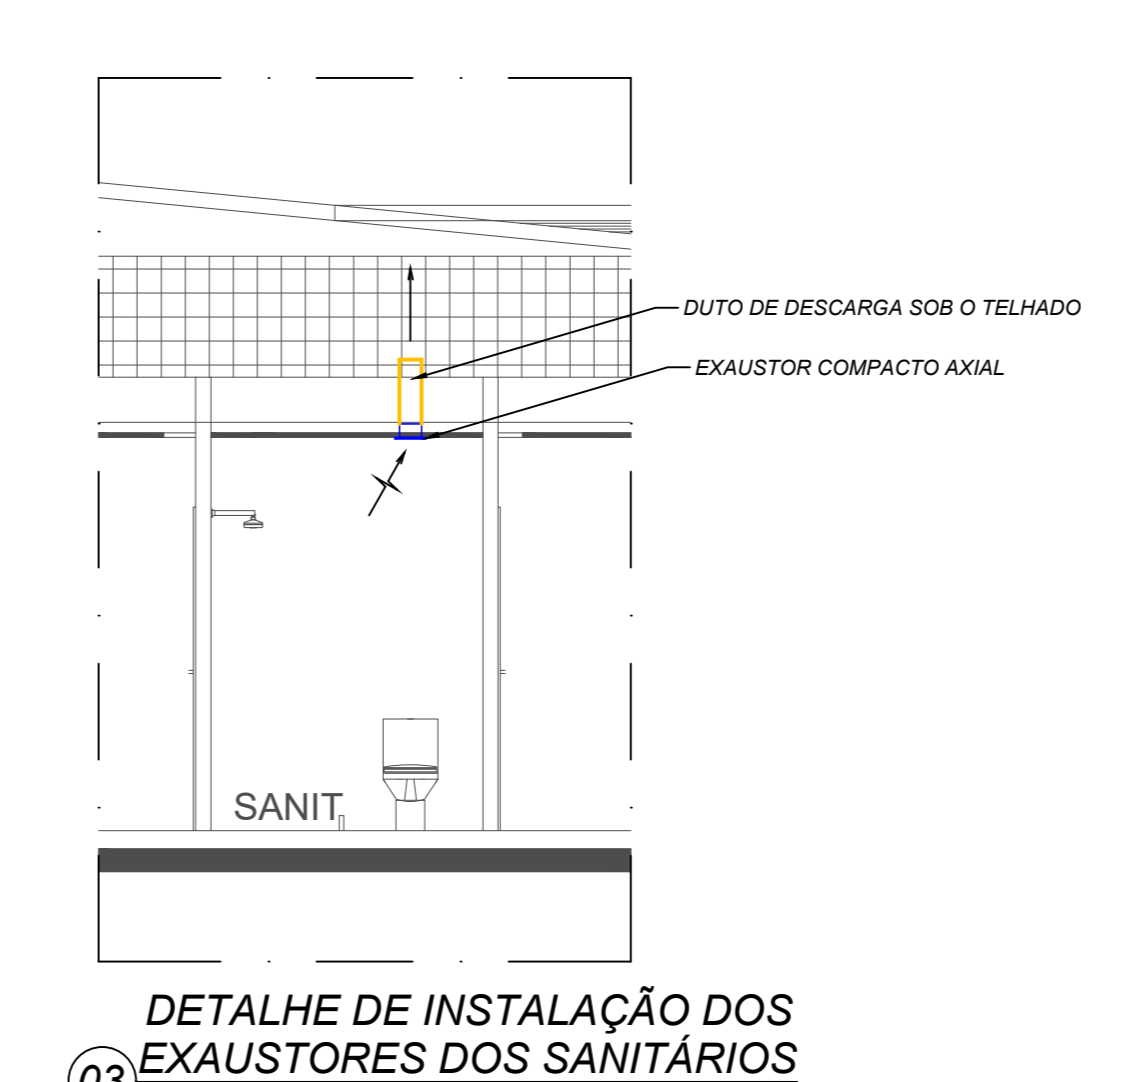 DUTO DE DESCARGA SOB O TELHADO
EXAUSTOR COMPACTO AXIAL
SANIT.
DETALHE DE INSTALAÇÃO DOS
EXAUSTORES DOS SANITÁRIOS
03